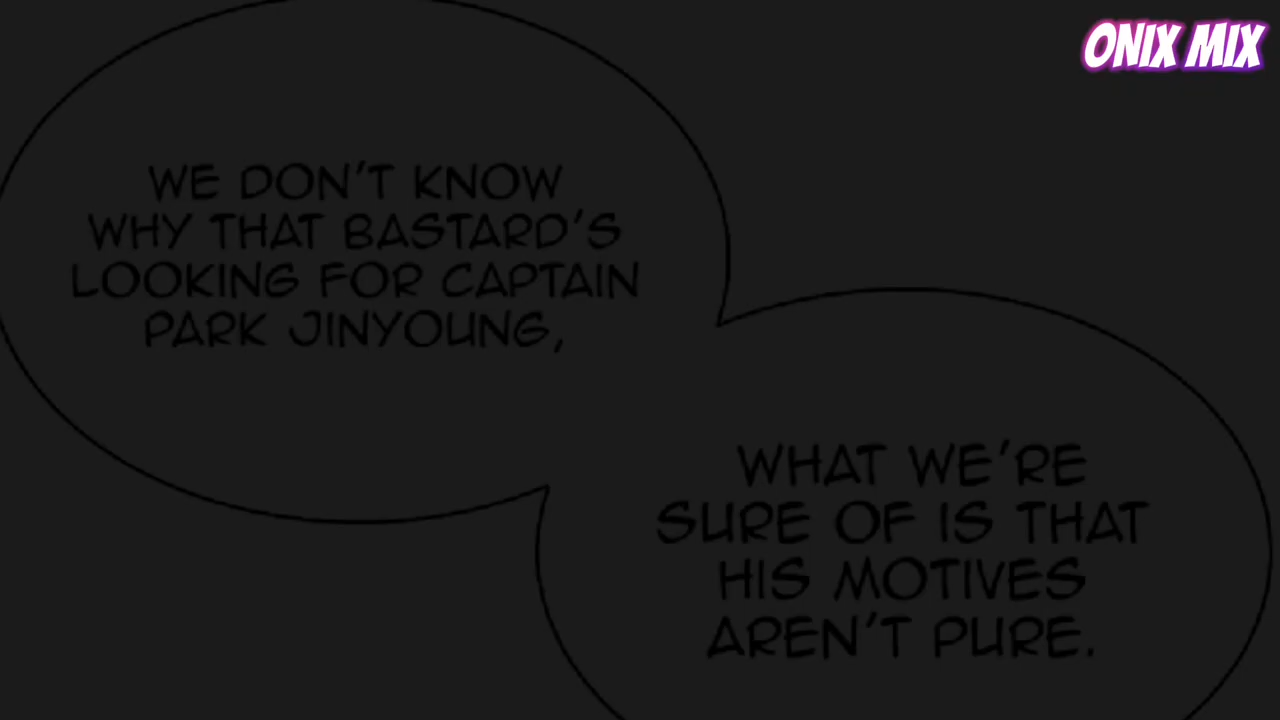 ONIX MIX
WE DON'T KNOW
WHY THAT BASTARD'S
LOOKING FOR CAPTAIN
PARK JINYOUNG,
WHAT WE'RE
SURE OF IS THAT
HIS MOTIVES
AREN'T PURE.